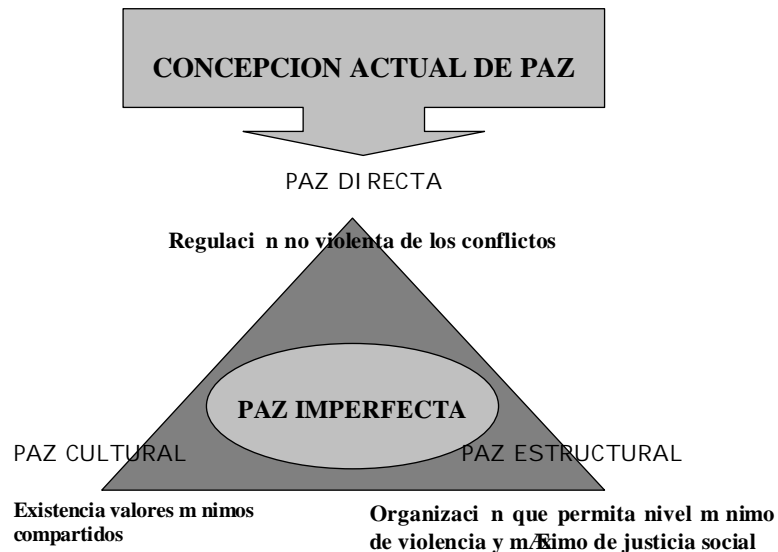 CONCEPCION ACTUAL DE PAZ
PAZ DIRECTA
Regulaci n no violenta de los conflictos
PAZ IMPERFECTA
PAZ CULTURAL
PAZ ESTRUCTURAL
Existencia valores m nimos
compartidos
Organizaci n que permita nivel m nimo
de violencia y mÆximo de justicia social